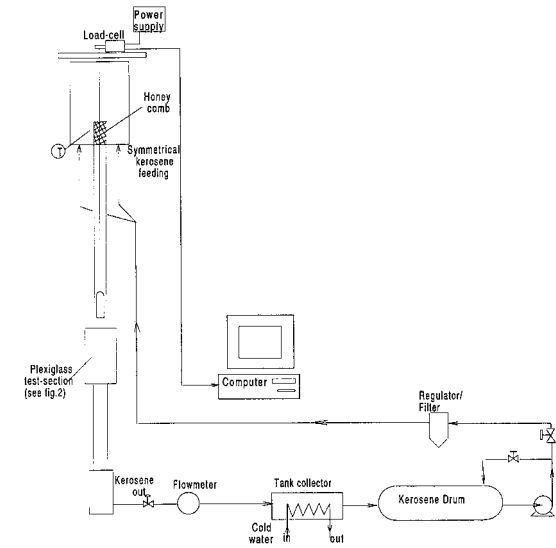 Power
supply
Load-cell
Honey
comb
T
Symmetrical
kerosene
feeding
Plexiglass
test-section
(see fig.2)
Computer
Regulator/
Filter
Kerosene
out
Flowmeter
Tank collector
Kerosene Drum
Cold
water
in
out